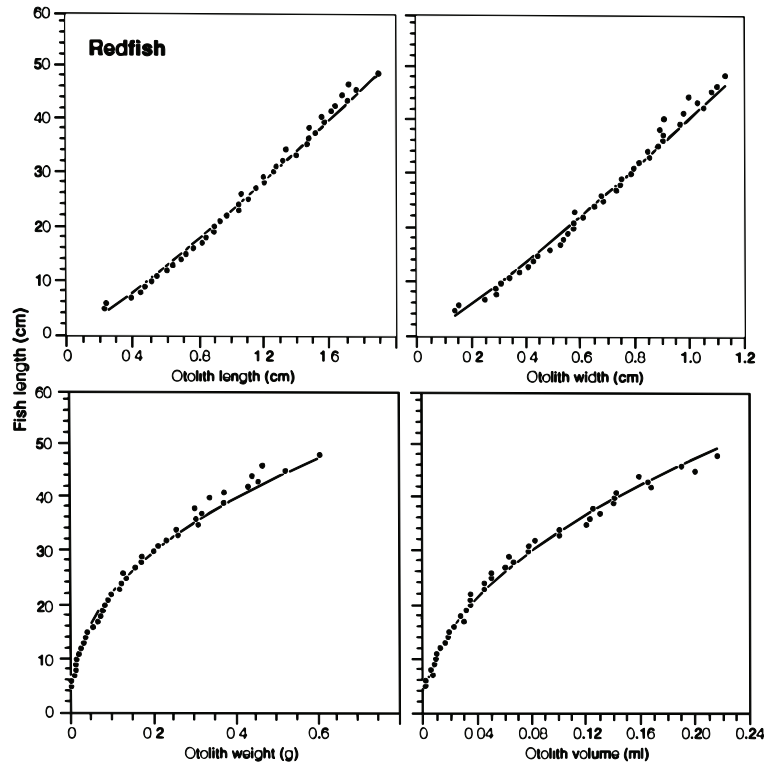 Redfish
Fish length (cm)
60
50
40
30
20
10
0
0 0 4 0.8 1 2 1 6
Otolith length (cm)
0 0 2 0 4 0.6 0.8 1.0 1.2
Otolith width (cm)
60
50
40
30
20
10
0
0 0 2 0 4 0.6
Otolith weight (g)
0 0 04 0.08 0.12 0.16 0.20 0.24
Otolith volume (ml)